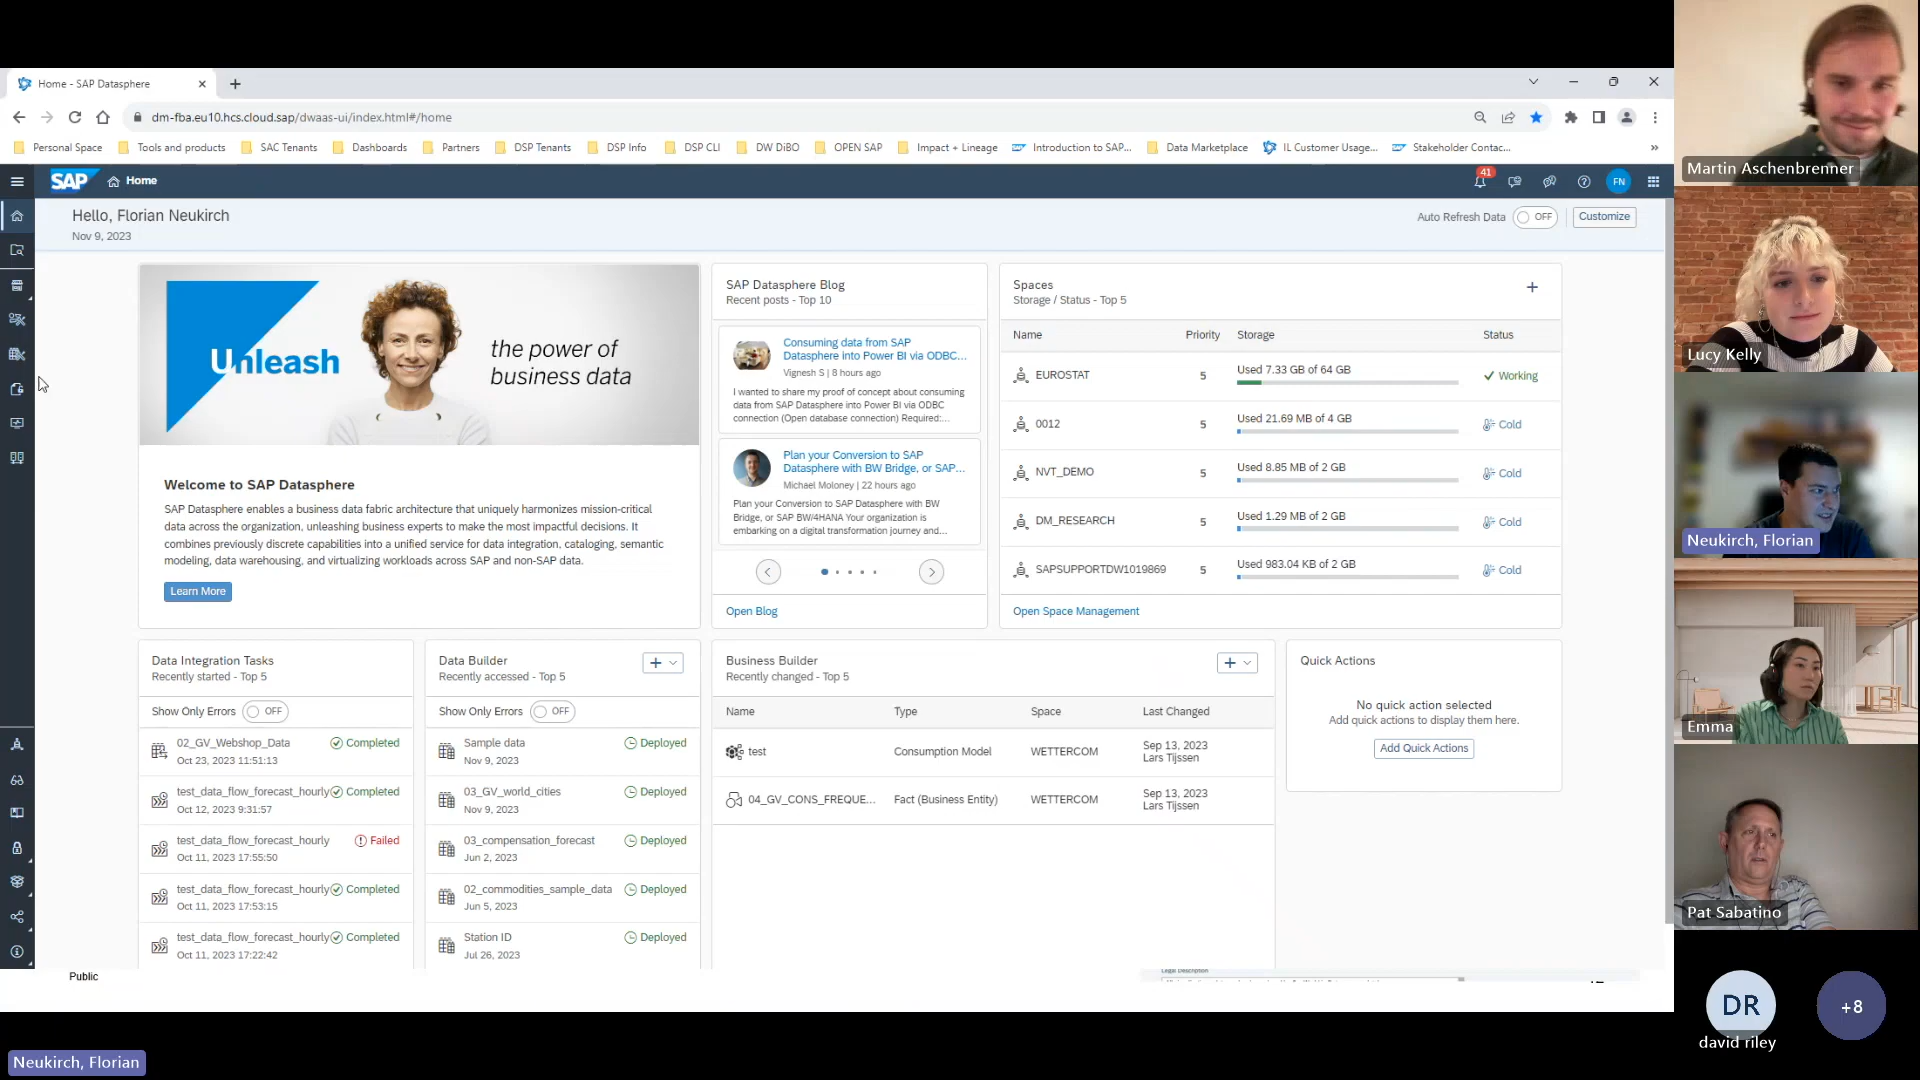 Home - SAP Datasphere
dm-fba.eu10.hcs.cloud.sap/dwaas-ui/index.html#/home
Personal Space
Tools and products
SAC Tenants
Dashboards
Partners
DSP Tenants
DSP Info
DSP CLI
DW DiBO
OPEN SAP
Impact + Lineage
Introduction to SAP...
Data Marketplace
IL Customer Usage...
Stakeholder Contac...
SAP
Home
41
FN
Hello, Florian Neukirch
Nov 9, 2023
Auto Refresh Data
OFF
Customize
Unleash
the power of
business data
Welcome to SAP Datasphere
SAP Datasphere enables a business data fabric architecture that uniquely harmonizes mission-critical
data across the organization, unleashing business experts to make the most impactful decisions. It
combines previously discrete capabilities into a unified service for data integration, cataloging, semantic
modeling, data warehousing, and virtualizing workloads across SAP and non-SAP data.
Learn More
SAP Datasphere Blog
Recent posts - Top 10
Consuming data from SAP
Datasphere into Power BI via ODBC...
Vignesh S | 8 hours ago
I wanted to share my proof of concept about consuming
data from SAP Datasphere into Power BI via ODBC
connection (Open database connection) Required:...
Plan your Conversion to SAP
Datasphere with BW Bridge, or SAP...
Michael Moloney | 22 hours ago
Plan your Conversion to SAP Datasphere with BW
Bridge, or SAP BW/4HANA Your organization is
embarking on a digital transformation journey and...
Open Blog
Spaces
Storage / Status - Top 5
Name Priority Storage Status
EUROSTAT 5 Used 7.33 GB of 64 GB Working
0012 5 Used 21.69 MB of 4 GB Cold
NVT_DEMO 5 Used 8.85 MB of 2 GB Cold
DM_RESEARCH 5 Used 1.29 MB of 2 GB Cold
SAPSUPPORTDW1019869 5 Used 983.04 KB of 2 GB Cold
Open Space Management
Data Integration Tasks
Recently started - Top 5
Show Only Errors OFF
02_GV_Webshop_Data Completed
Oct 23, 2023 11:51:13
test_data_flow_forecast_hourly Completed
Oct 12, 2023 9:31:57
test_data_flow_forecast_hourly Failed
Oct 11, 2023 17:55:50
test_data_flow_forecast_hourly Completed
Oct 11, 2023 17:53:15
test_data_flow_forecast_hourly Completed
Oct 11, 2023 17:22:42
Data Builder
Recently accessed - Top 5
Show Only Errors OFF
Sample data Deployed
Nov 9, 2023
03_GV_world_cities Deployed
Nov 9, 2023
03_compensation_forecast Deployed
Jun 2, 2023
02_commodities_sample_data Deployed
Jun 5, 2023
Station ID Deployed
Jul 26, 2023
Business Builder
Recently changed - Top 5
Name Type Space Last Changed
test Consumption Model WETTERCOM Sep 13, 2023
Lars Tijssen
04_GV_CONS_FREQUE... Fact (Business Entity) WETTERCOM Sep 13, 2023
Lars Tijssen
Quick Actions
No quick action selected
Add quick actions to display them here.
Add Quick Actions
Public
Legal Description
Martin Aschenbrenner
Lucy Kelly
Neukirch, Florian
Emma
Pat Sabatino
DR
david riley
+8
Neukirch, Florian